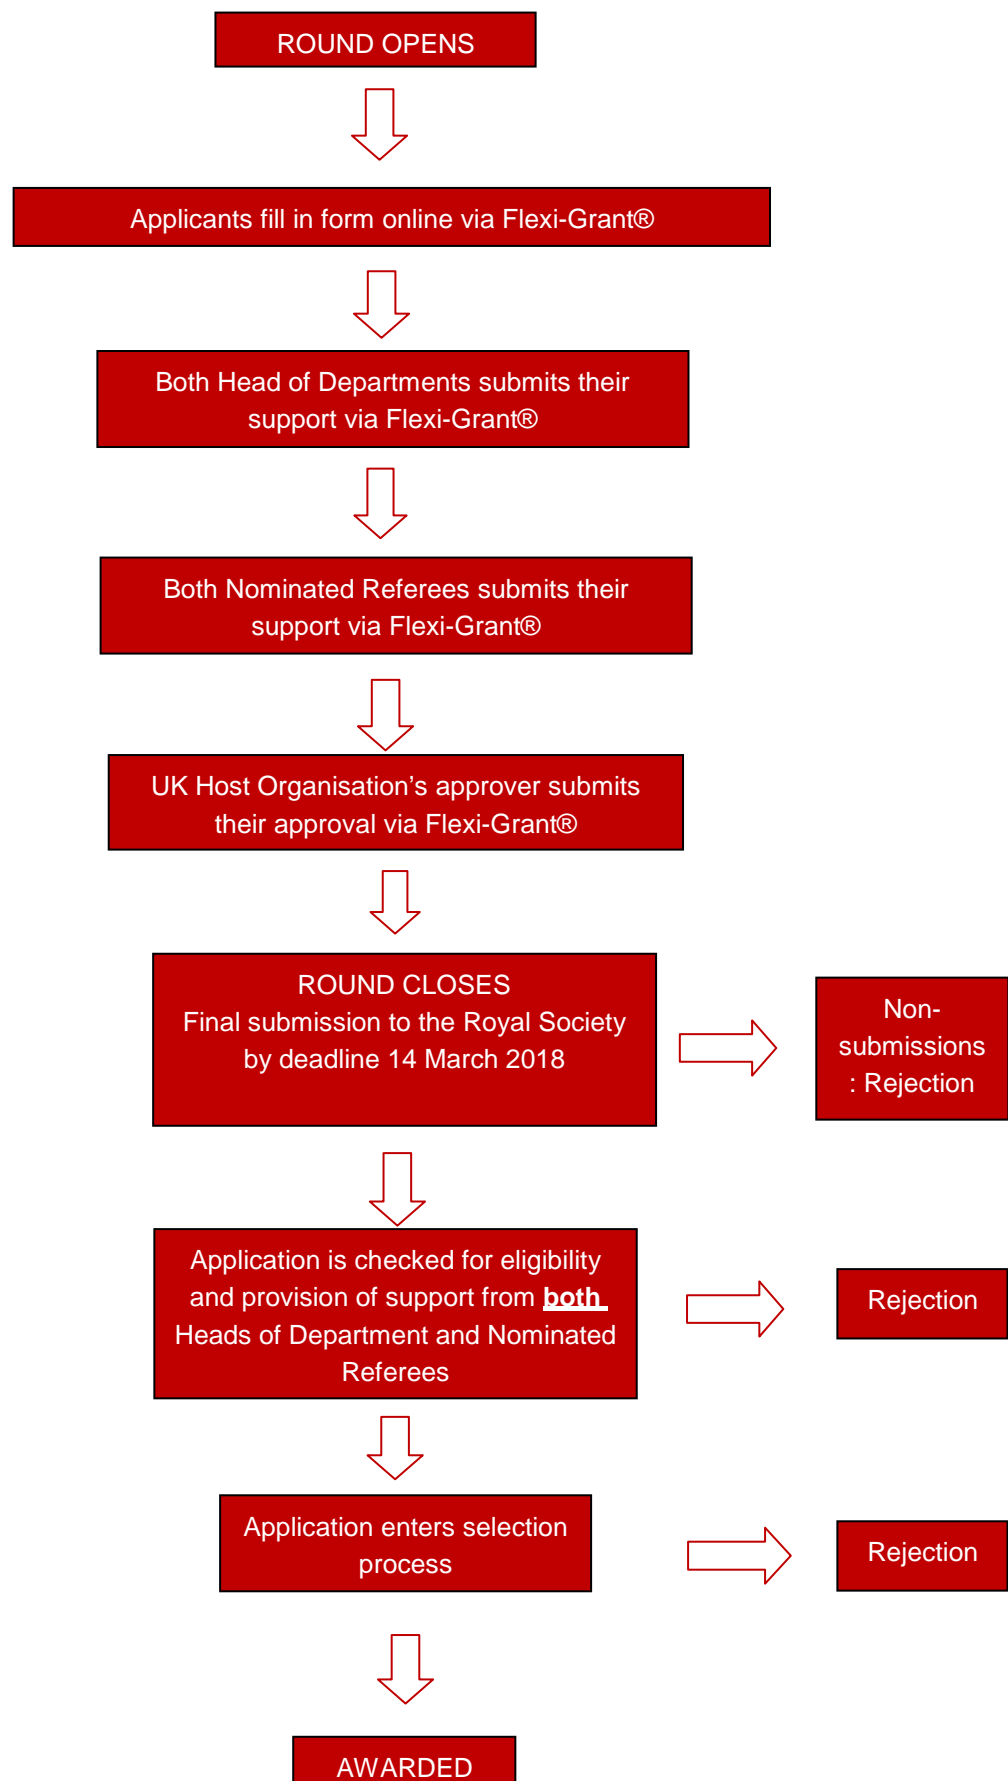 ROUND OPENS
Applicants fill in form online via Flexi-Grant®
Both Head of Departments submits their
support via Flexi-Grant®
Both Nominated Referees submits their
support via Flexi-Grant®
UK Host Organisation’s approver submits
their approval via Flexi-Grant®
ROUND CLOSES
Final submission to the Royal Society
by deadline 14 March 2018
Non-
submissions
: Rejection
Application is checked for eligibility
and provision of support from both
Heads of Department and Nominated
Referees
Rejection
Application enters selection
process
Rejection
AWARDED